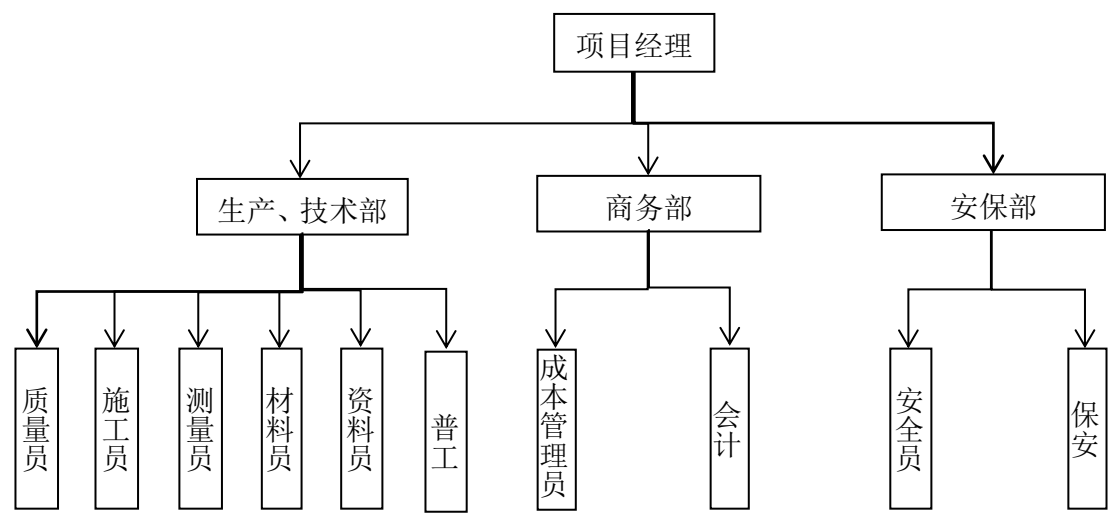 项目经理
生产、技术部
商务部
安保部
质量员
施工员
测量员
材料员
资料员
普工
成本管理员
会计
安全员
保安